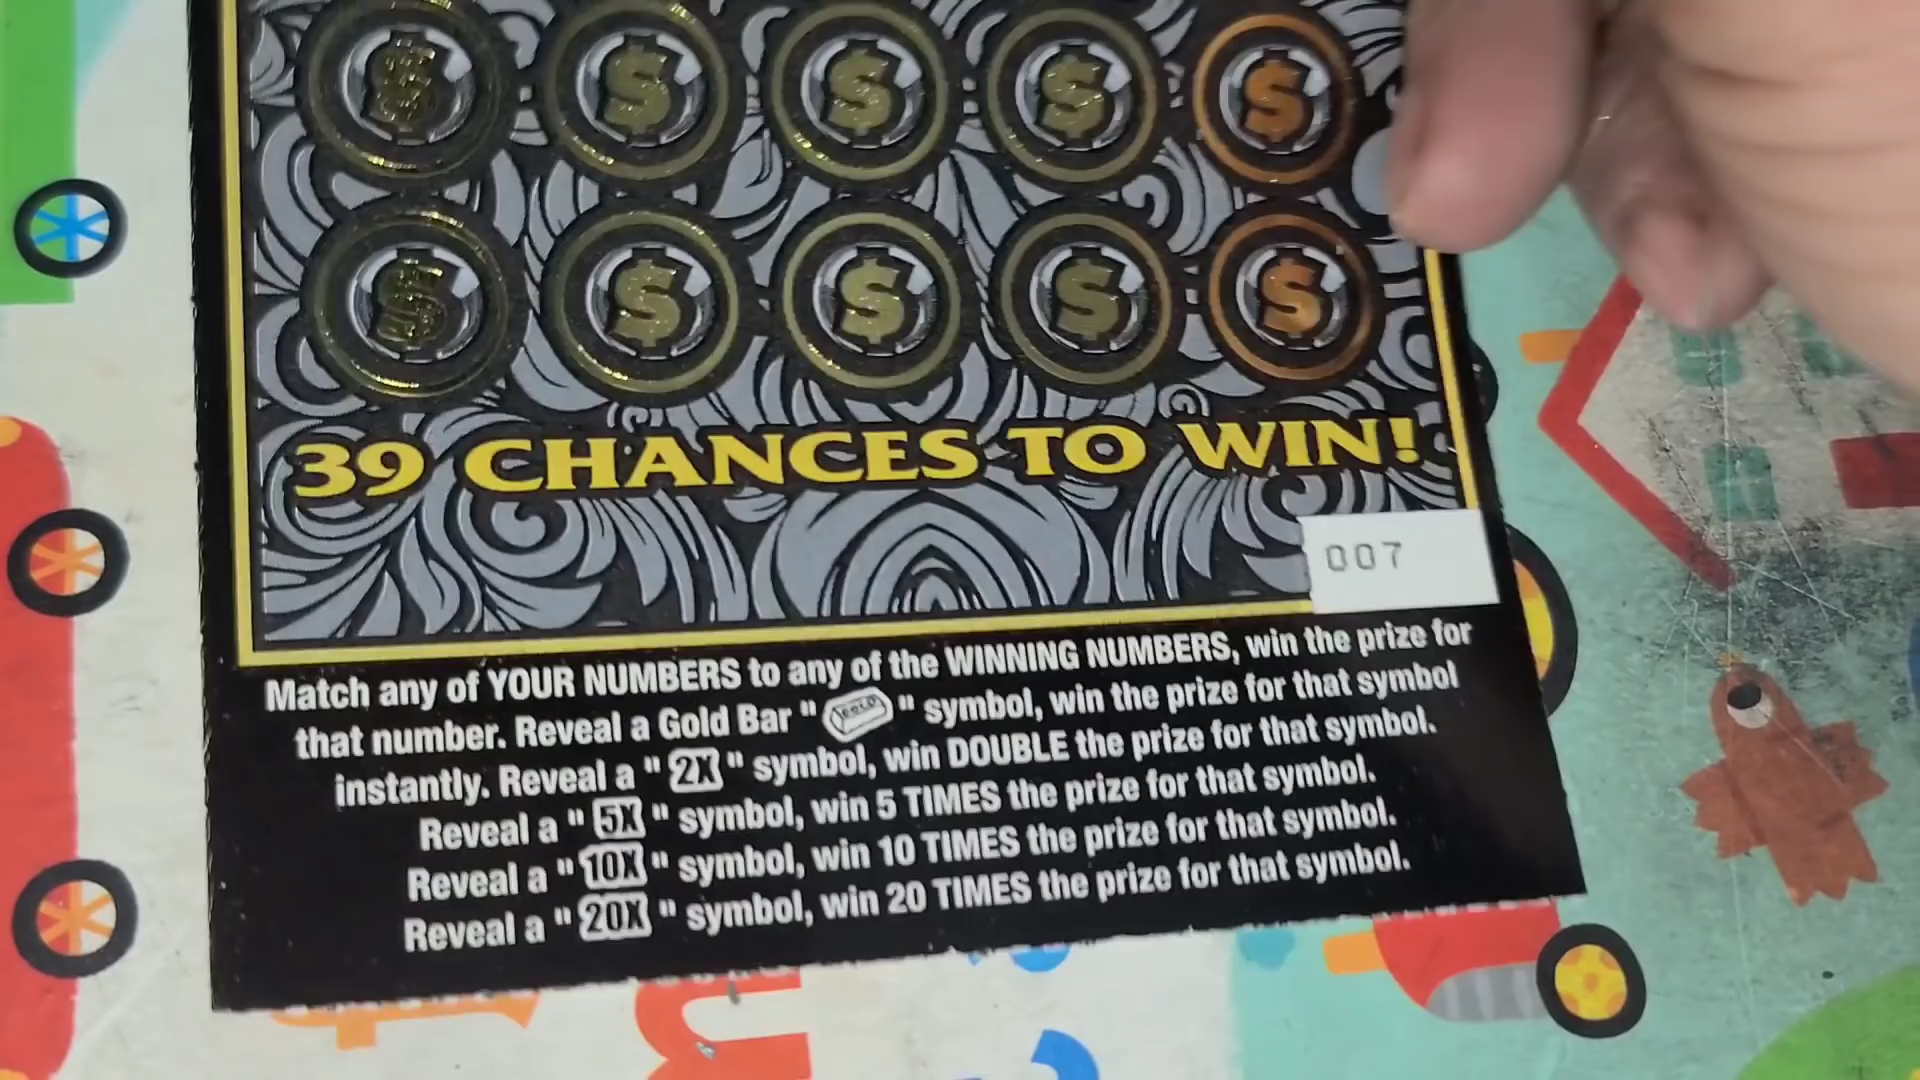 $ $ $ $ $
$ $ $ $ $
39 CHANCES TO WIN!
007
Match any of YOUR NUMBERS to any of the WINNING NUMBERS, win the prize for
that number. Reveal a Gold Bar " " symbol, win the prize for that symbol
instantly. Reveal a " 2X " symbol, win DOUBLE the prize for that symbol.
Reveal a " 5X " symbol, win 5 TIMES the prize for that symbol.
Reveal a " 10X " symbol, win 10 TIMES the prize for that symbol.
Reveal a " 20X " symbol, win 20 TIMES the prize for that symbol.